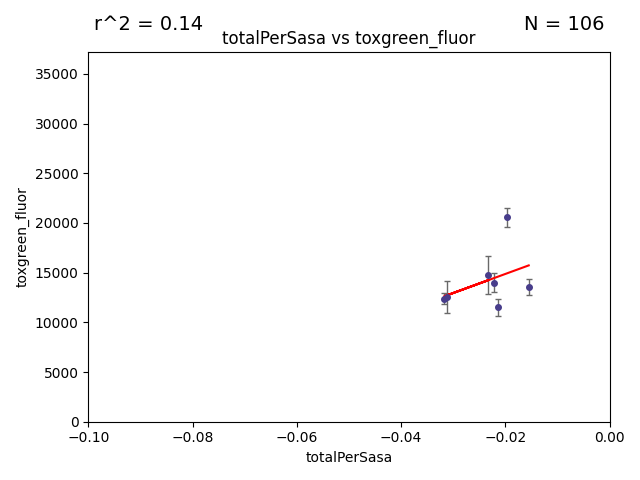 r^2 = 0.14
N = 106
totalPerSasa vs toxgreen_fluor
toxgreen_fluor
35000
30000
25000
20000
15000
10000
5000
0
−0.10
−0.08
−0.06
−0.04
−0.02
0.00
totalPerSasa